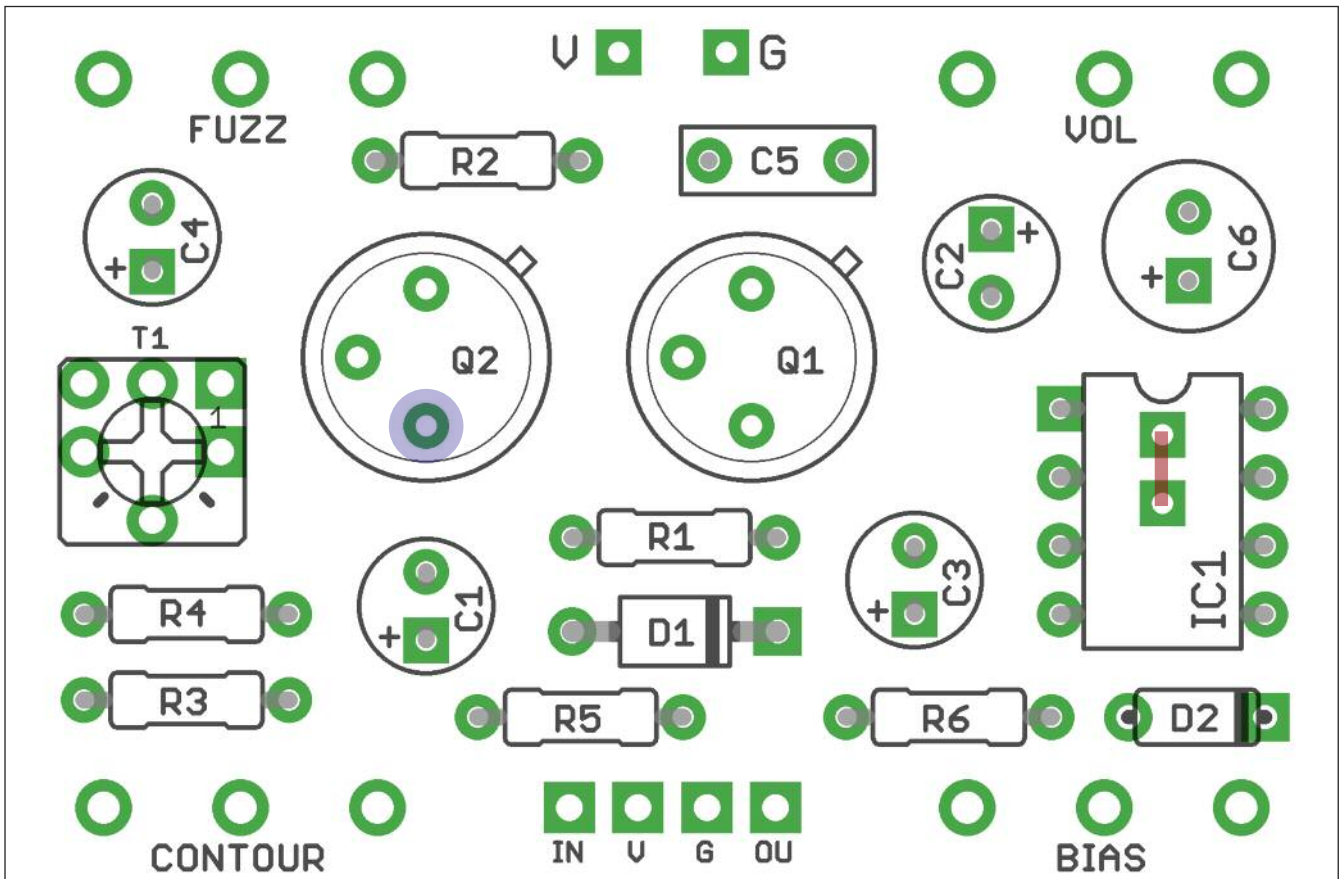 V G
FUZZ VOL
R2 C5
C4 + C2 + C6 +
T1
Q2 Q1
1
R1
C1 + C3 + IC1
R4 D1
R3 R5 R6 D2
IN V G OU
CONTOUR BIAS